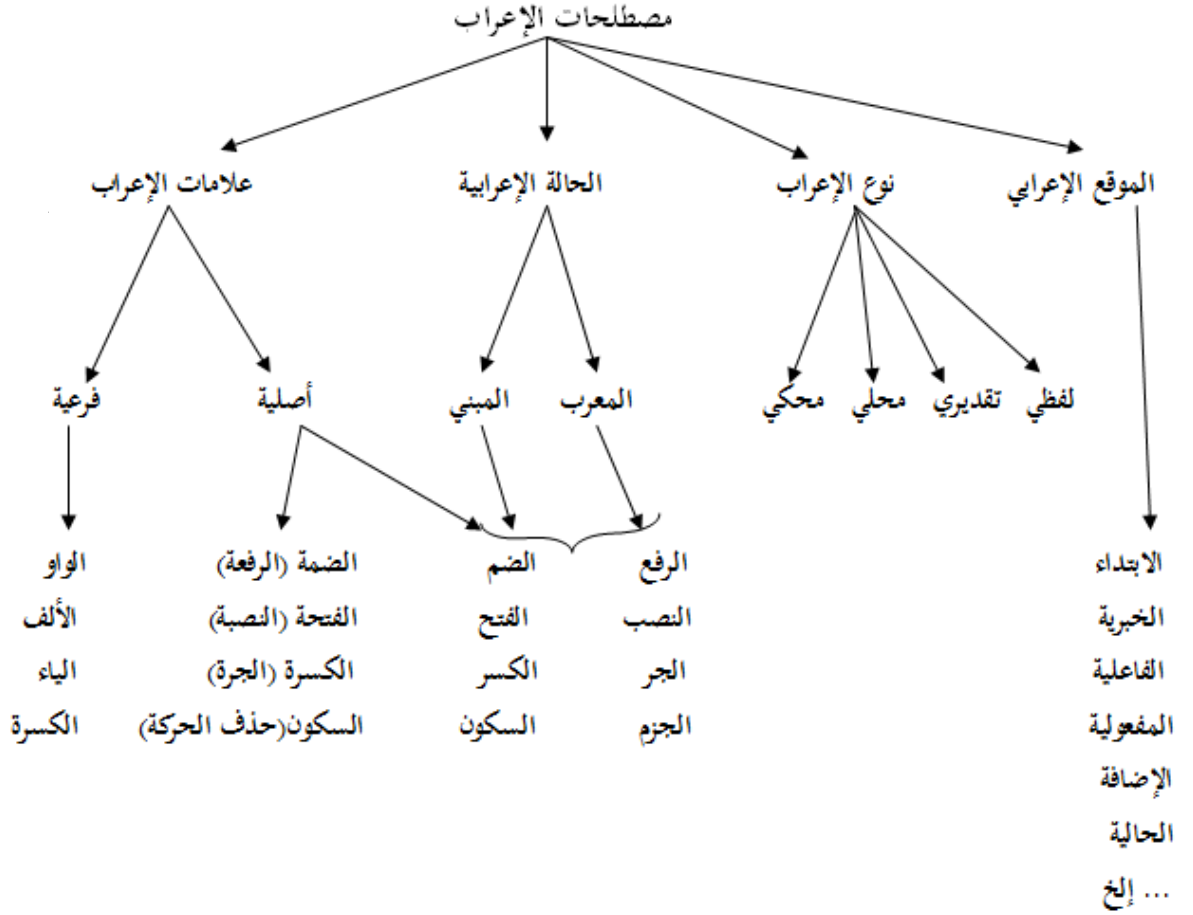 مصطلحات الإعراب
الموقع الإعرابي نوع الإعراب الحالة الإعرابية علامات الإعراب
لفظي تقديري محلي محكي المعرب المبني أصلية فرعية
الابتداء الرفع الضم الضمة (الرفعة) الواو
الخبرية النصب الفتح الفتحة (النصبة) الألف
الفاعلية الجر الكسر الكسرة (الجرة) الياء
المفعولية الجزم السكون السكون(حذف الحركة) الكسرة
الإضافة
الحالية
... إلخ